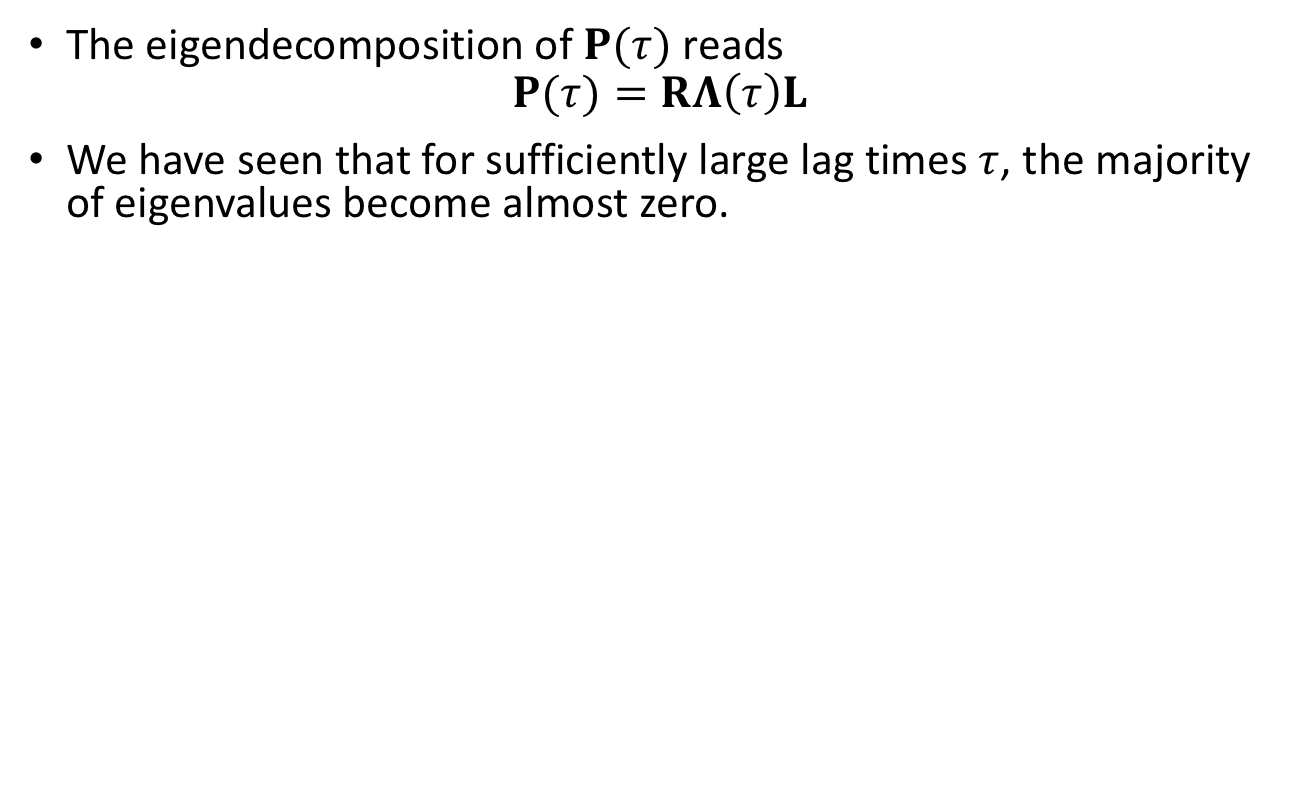 • The eigendecomposition of 𝐏(𝜏) reads
𝐏(𝜏) = 𝐑𝚲(𝜏)𝐋
• We have seen that for sufficiently large lag times 𝜏, the majority
of eigenvalues become almost zero.